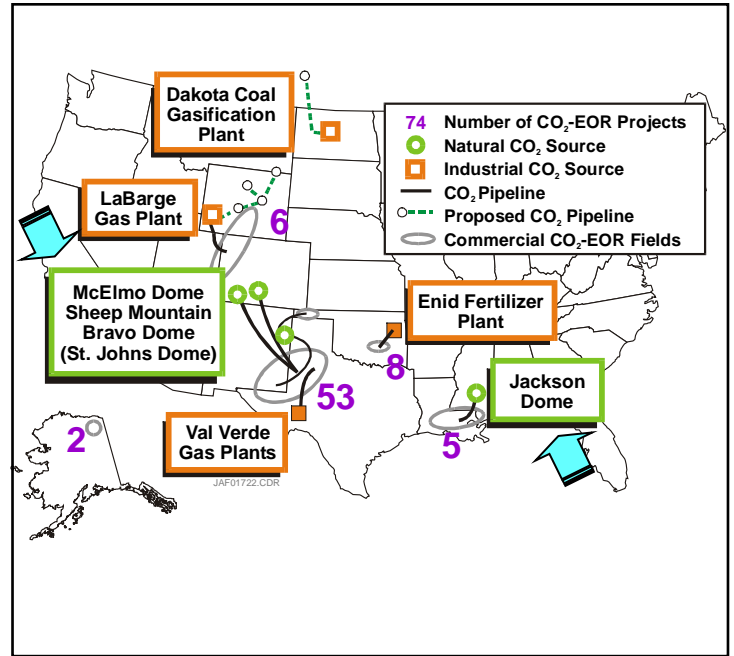 Dakota Coal
Gasification
Plant
74 Number of CO₂-EOR Projects
Natural CO₂ Source
Industrial CO₂ Source
CO₂ Pipeline
Proposed CO₂ Pipeline
Commercial CO₂-EOR Fields
LaBarge
Gas Plant
6
McElmo Dome
Sheep Mountain
Bravo Dome
(St. Johns Dome)
Enid Fertilizer
Plant
8
53
Jackson
Dome
5
Val Verde
Gas Plants
JAF01722.CDR
2